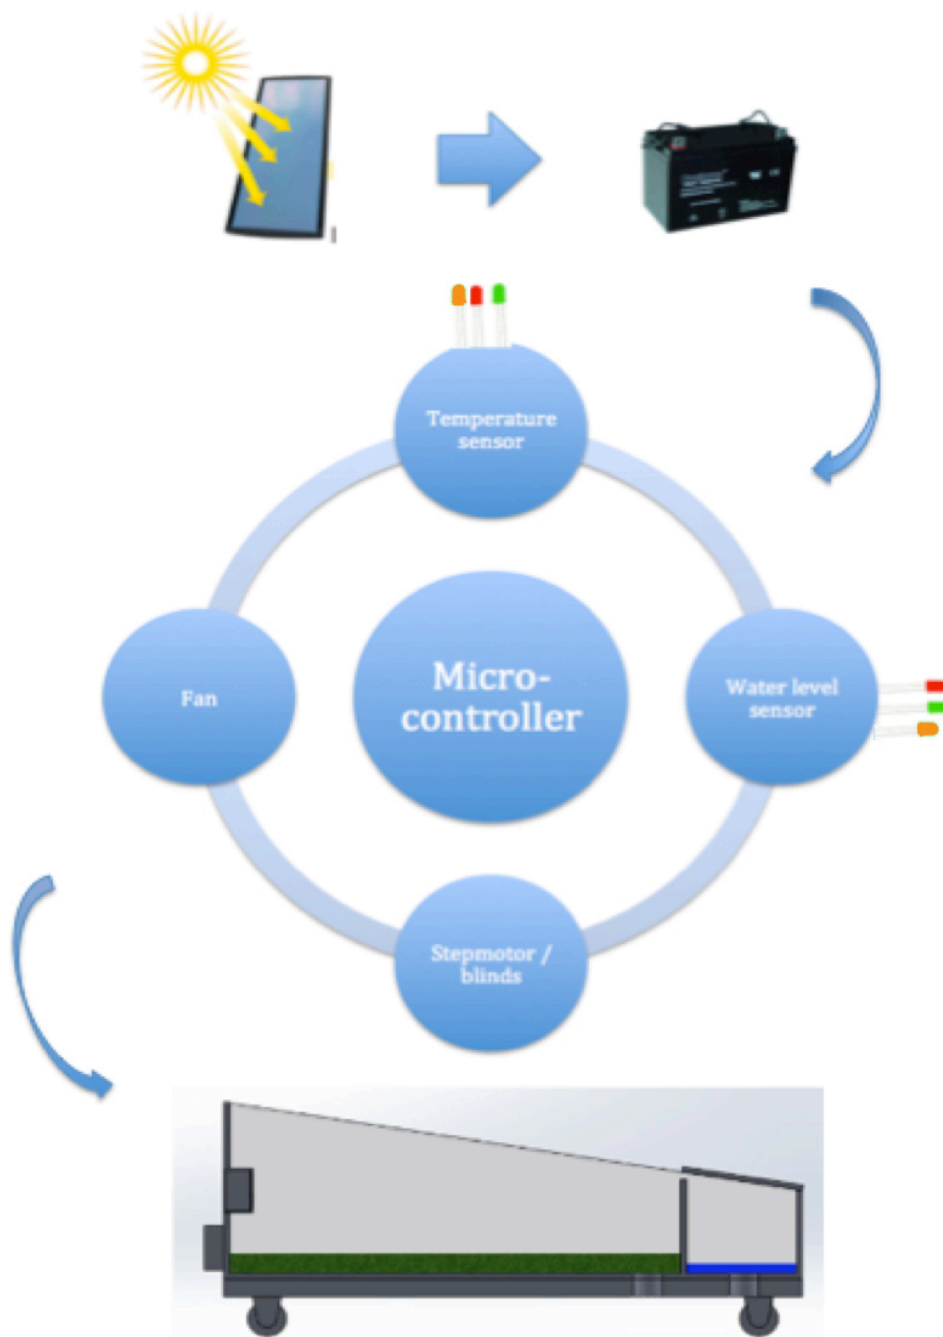 Temperature
sensor
Micro-
controller
Fan
Water level
sensor
Stepmotor /
blinds